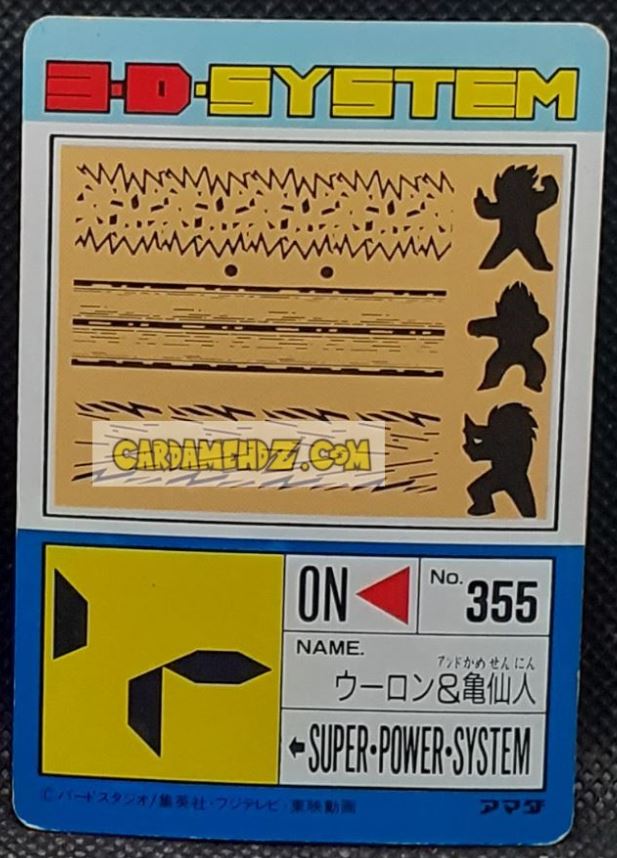 3・D・SYSTEM
CARDAMEHDZ.COM
ON
No. 355
NAME.
アンドかめせんにん
ウーロン&亀仙人
SUPER・POWER・SYSTEM
©バードスタジオ/集英社・フジテレビ・東映動画
アマダ